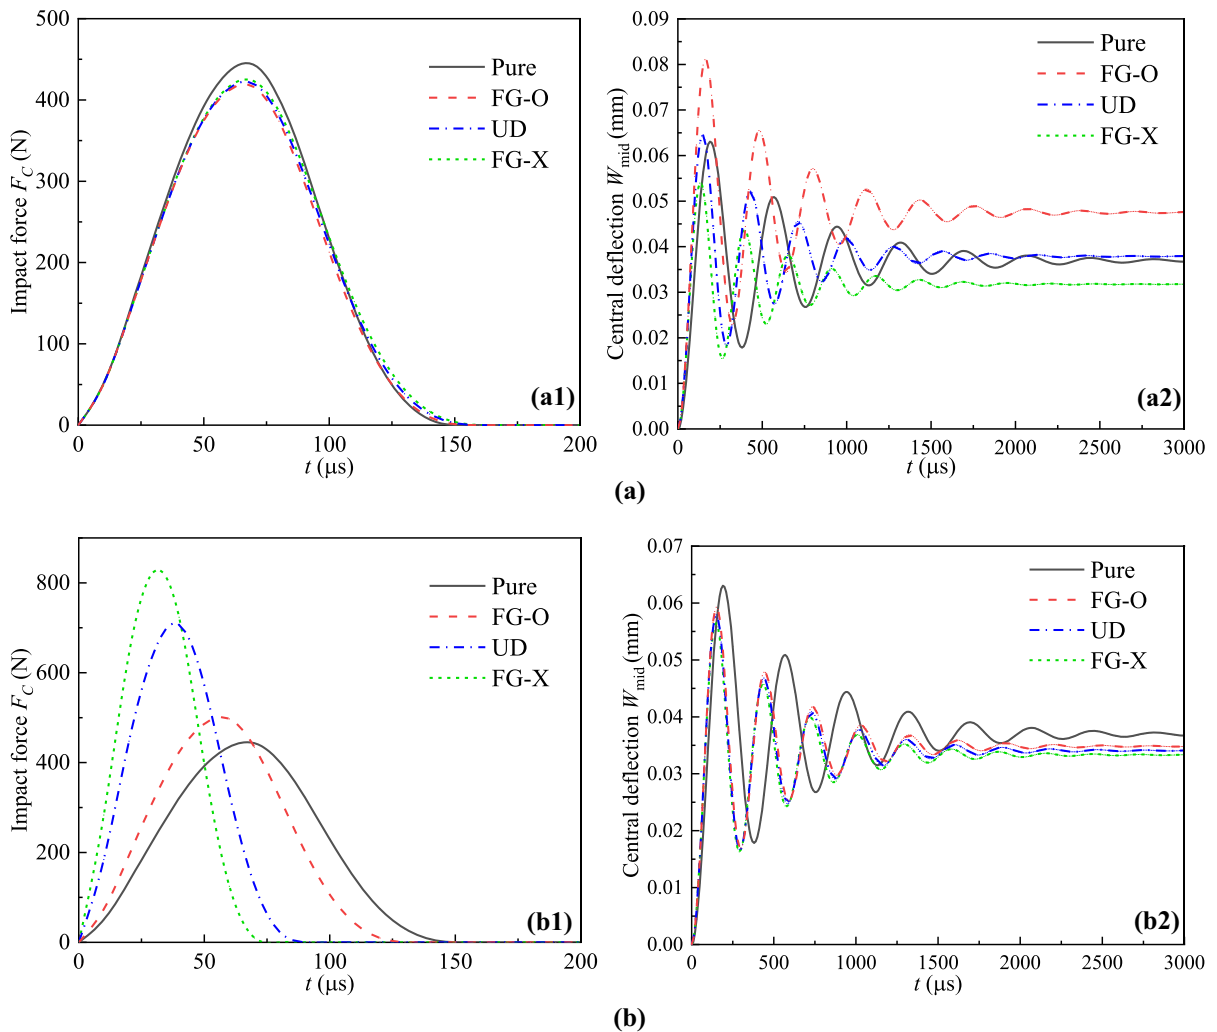 500
400
300
200
100
0
Impact force F_C (N)
Pure
FG-O
UD
FG-X
(a1)
0 50 100 150 200
t (μs)
0.09
0.08
0.07
0.06
0.05
0.04
0.03
0.02
0.01
0.00
Central deflection W_mid (mm)
Pure
FG-O
UD
FG-X
(a2)
0 500 1000 1500 2000 2500 3000
t (μs)
(a)
800
600
400
200
0
Impact force F_C (N)
Pure
FG-O
UD
FG-X
(b1)
0 50 100 150 200
t (μs)
0.07
0.06
0.05
0.04
0.03
0.02
0.01
0.00
Central deflection W_mid (mm)
Pure
FG-O
UD
FG-X
(b2)
0 500 1000 1500 2000 2500 3000
t (μs)
(b)